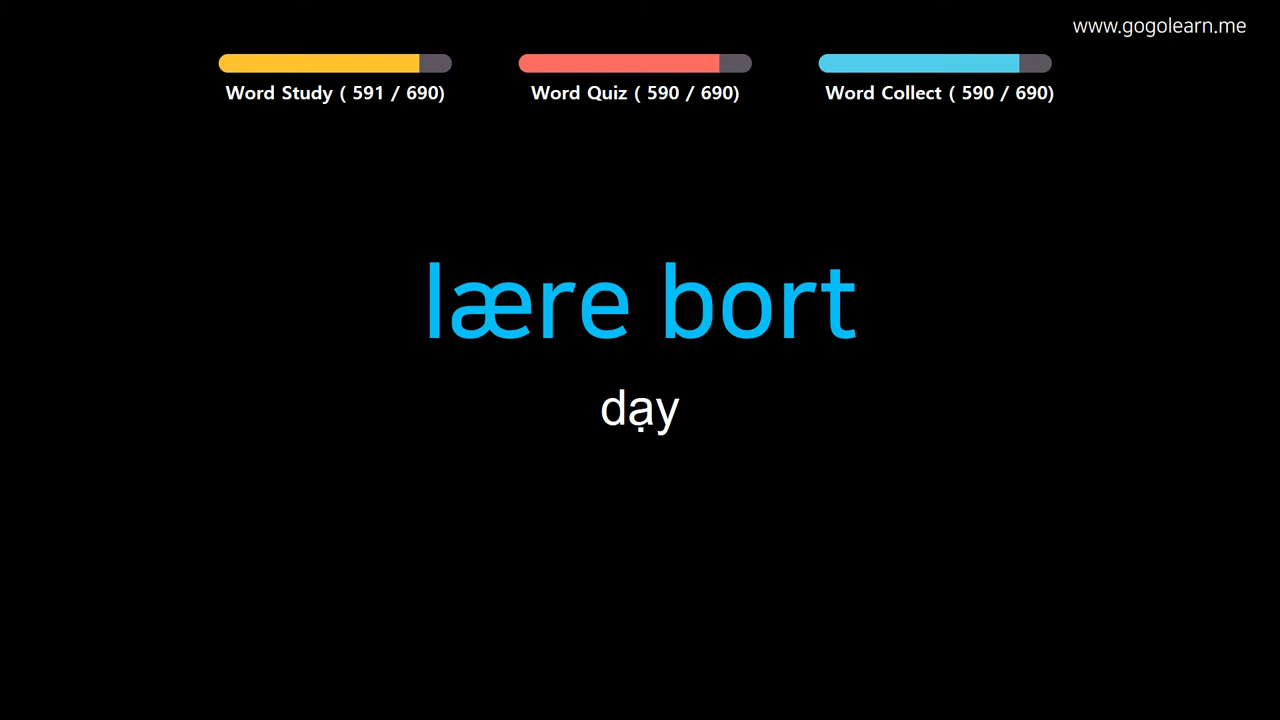 www.gogolearn.me
Word Study ( 591 / 690)
Word Quiz ( 590 / 690)
Word Collect ( 590 / 690)
lære bort
dạy